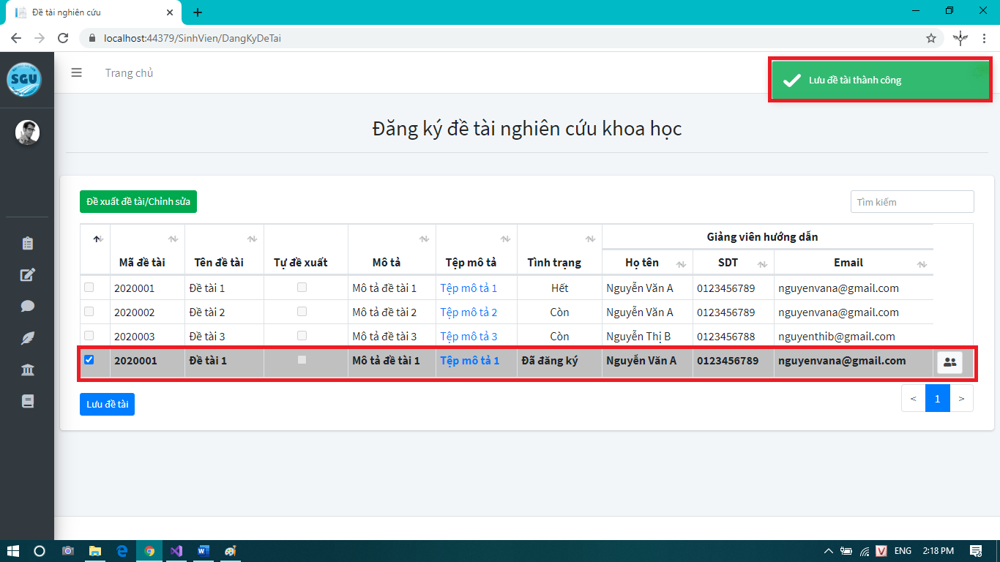 Đề tài nghiên cứu
localhost:44379/SinhVien/DangKyDeTai
SGU
Trang chủ
Lưu đề tài thành công
Đăng ký đề tài nghiên cứu khoa học
Đề xuất đề tài/Chỉnh sửa
Tìm kiếm
Giảng viên hướng dẫn
Mã đề tài Tên đề tài Tự đề xuất Mô tả Tệp mô tả Tình trạng Họ tên SDT Email
2020001 Đề tài 1 Mô tả đề tài 1 Tệp mô tả 1 Hết Nguyễn Văn A 0123456789 nguyenvana@gmail.com
2020002 Đề tài 2 Mô tả đề tài 2 Tệp mô tả 2 Còn Nguyễn Văn A 0123456789 nguyenvana@gmail.com
2020003 Đề tài 3 Mô tả đề tài 3 Tệp mô tả 3 Còn Nguyễn Thị B 0123456788 nguyenthib@gmail.com
2020001 Đề tài 1 Mô tả đề tài 1 Tệp mô tả 1 Đã đăng ký Nguyễn Văn A 0123456789 nguyenvana@gmail.com
Lưu đề tài
< 1 >
ENG 2:18 PM